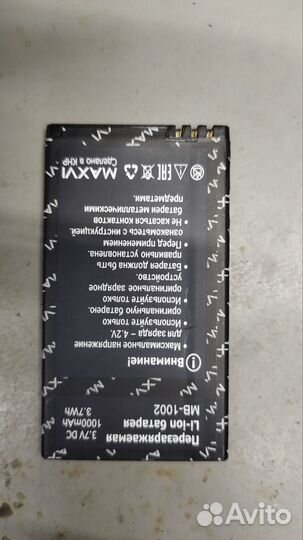 Перезаряжаемая
Li-ion батарея
MB-1002
3.7V DC
1000mAh
3.7Wh
Внимание!
• Максимальное напряжение
для заряда – 4.2V.
• Используйте только
оригинальную батарею.
• Используйте только
оригинальное зарядное
устройство.
• Батарея должна быть
правильно установлена.
• Перед применением
ознакомьтесь с инструкцией.
• Не касаться контактов
батареи металлическими
предметами.
EAC
MAXVI
Сделано в КНР
Avito